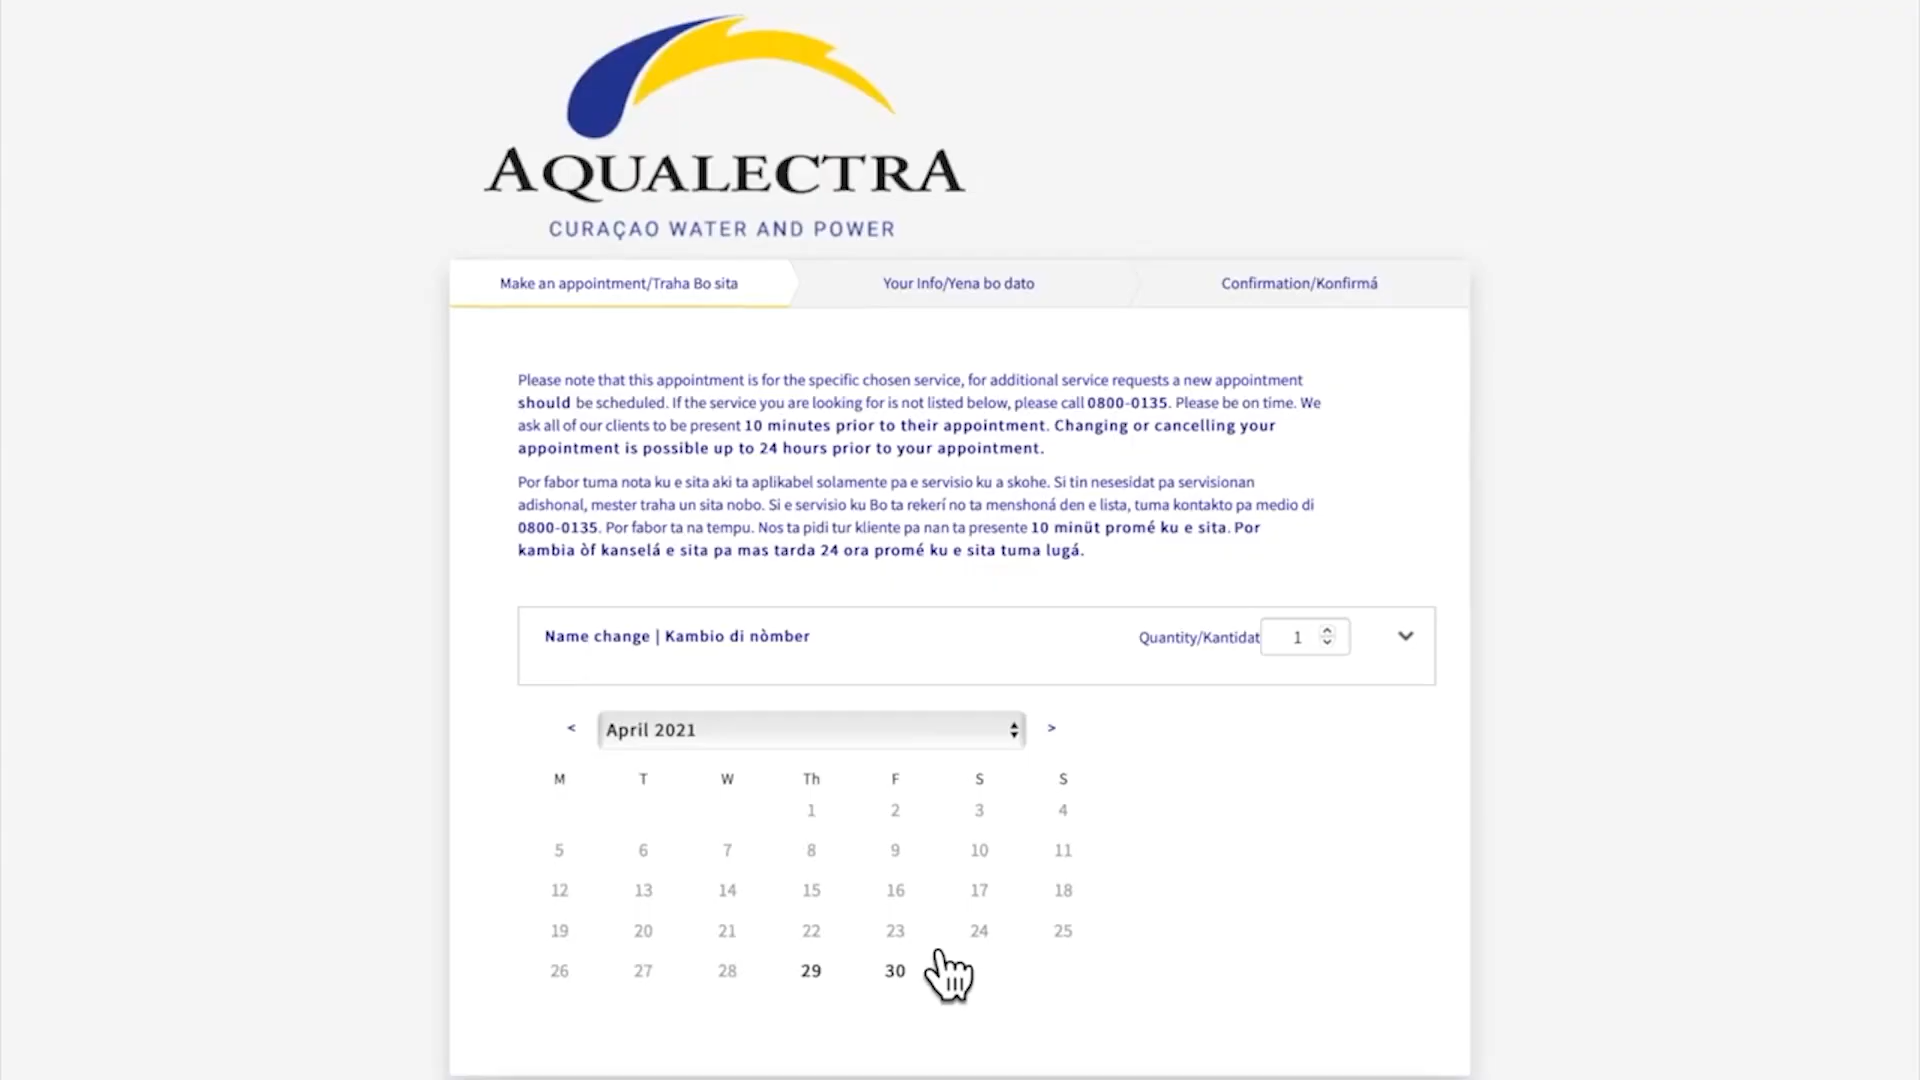 AQUALECTRA
CURAÇAO WATER AND POWER
Make an appointment/Traha Bo sita
Your Info/Yena bo dato
Confirmation/Konfirmá
Please note that this appointment is for the specific chosen service, for additional service requests a new appointment
should be scheduled. If the service you are looking for is not listed below, please call 0800-0135. Please be on time. We
ask all of our clients to be present 10 minutes prior to their appointment. Changing or cancelling your
appointment is possible up to 24 hours prior to your appointment.
Por fabor tuma nota ku e sita aki ta aplikabel solamente pa e servisio ku a skohe. Si tin nesesidat pa servisionan
adishonal, mester traha un sita nobo. Si e servisio ku Bo ta rekerí no ta menshoná den e lista, tuma kontakto pa medio di
0800-0135. Por fabor ta na tempu. Nos ta pidi tur kliente pa nan ta presente 10 minüt promé ku e sita. Por
kambia òf kanselá e sita pa mas tarda 24 ora promé ku e sita tuma lugá.
Name change | Kambio di nòmber
Quantity/Kantidat 1
< April 2021 >
M T W Th F S S
1 2 3 4
5 6 7 8 9 10 11
12 13 14 15 16 17 18
19 20 21 22 23 24 25
26 27 28 29 30